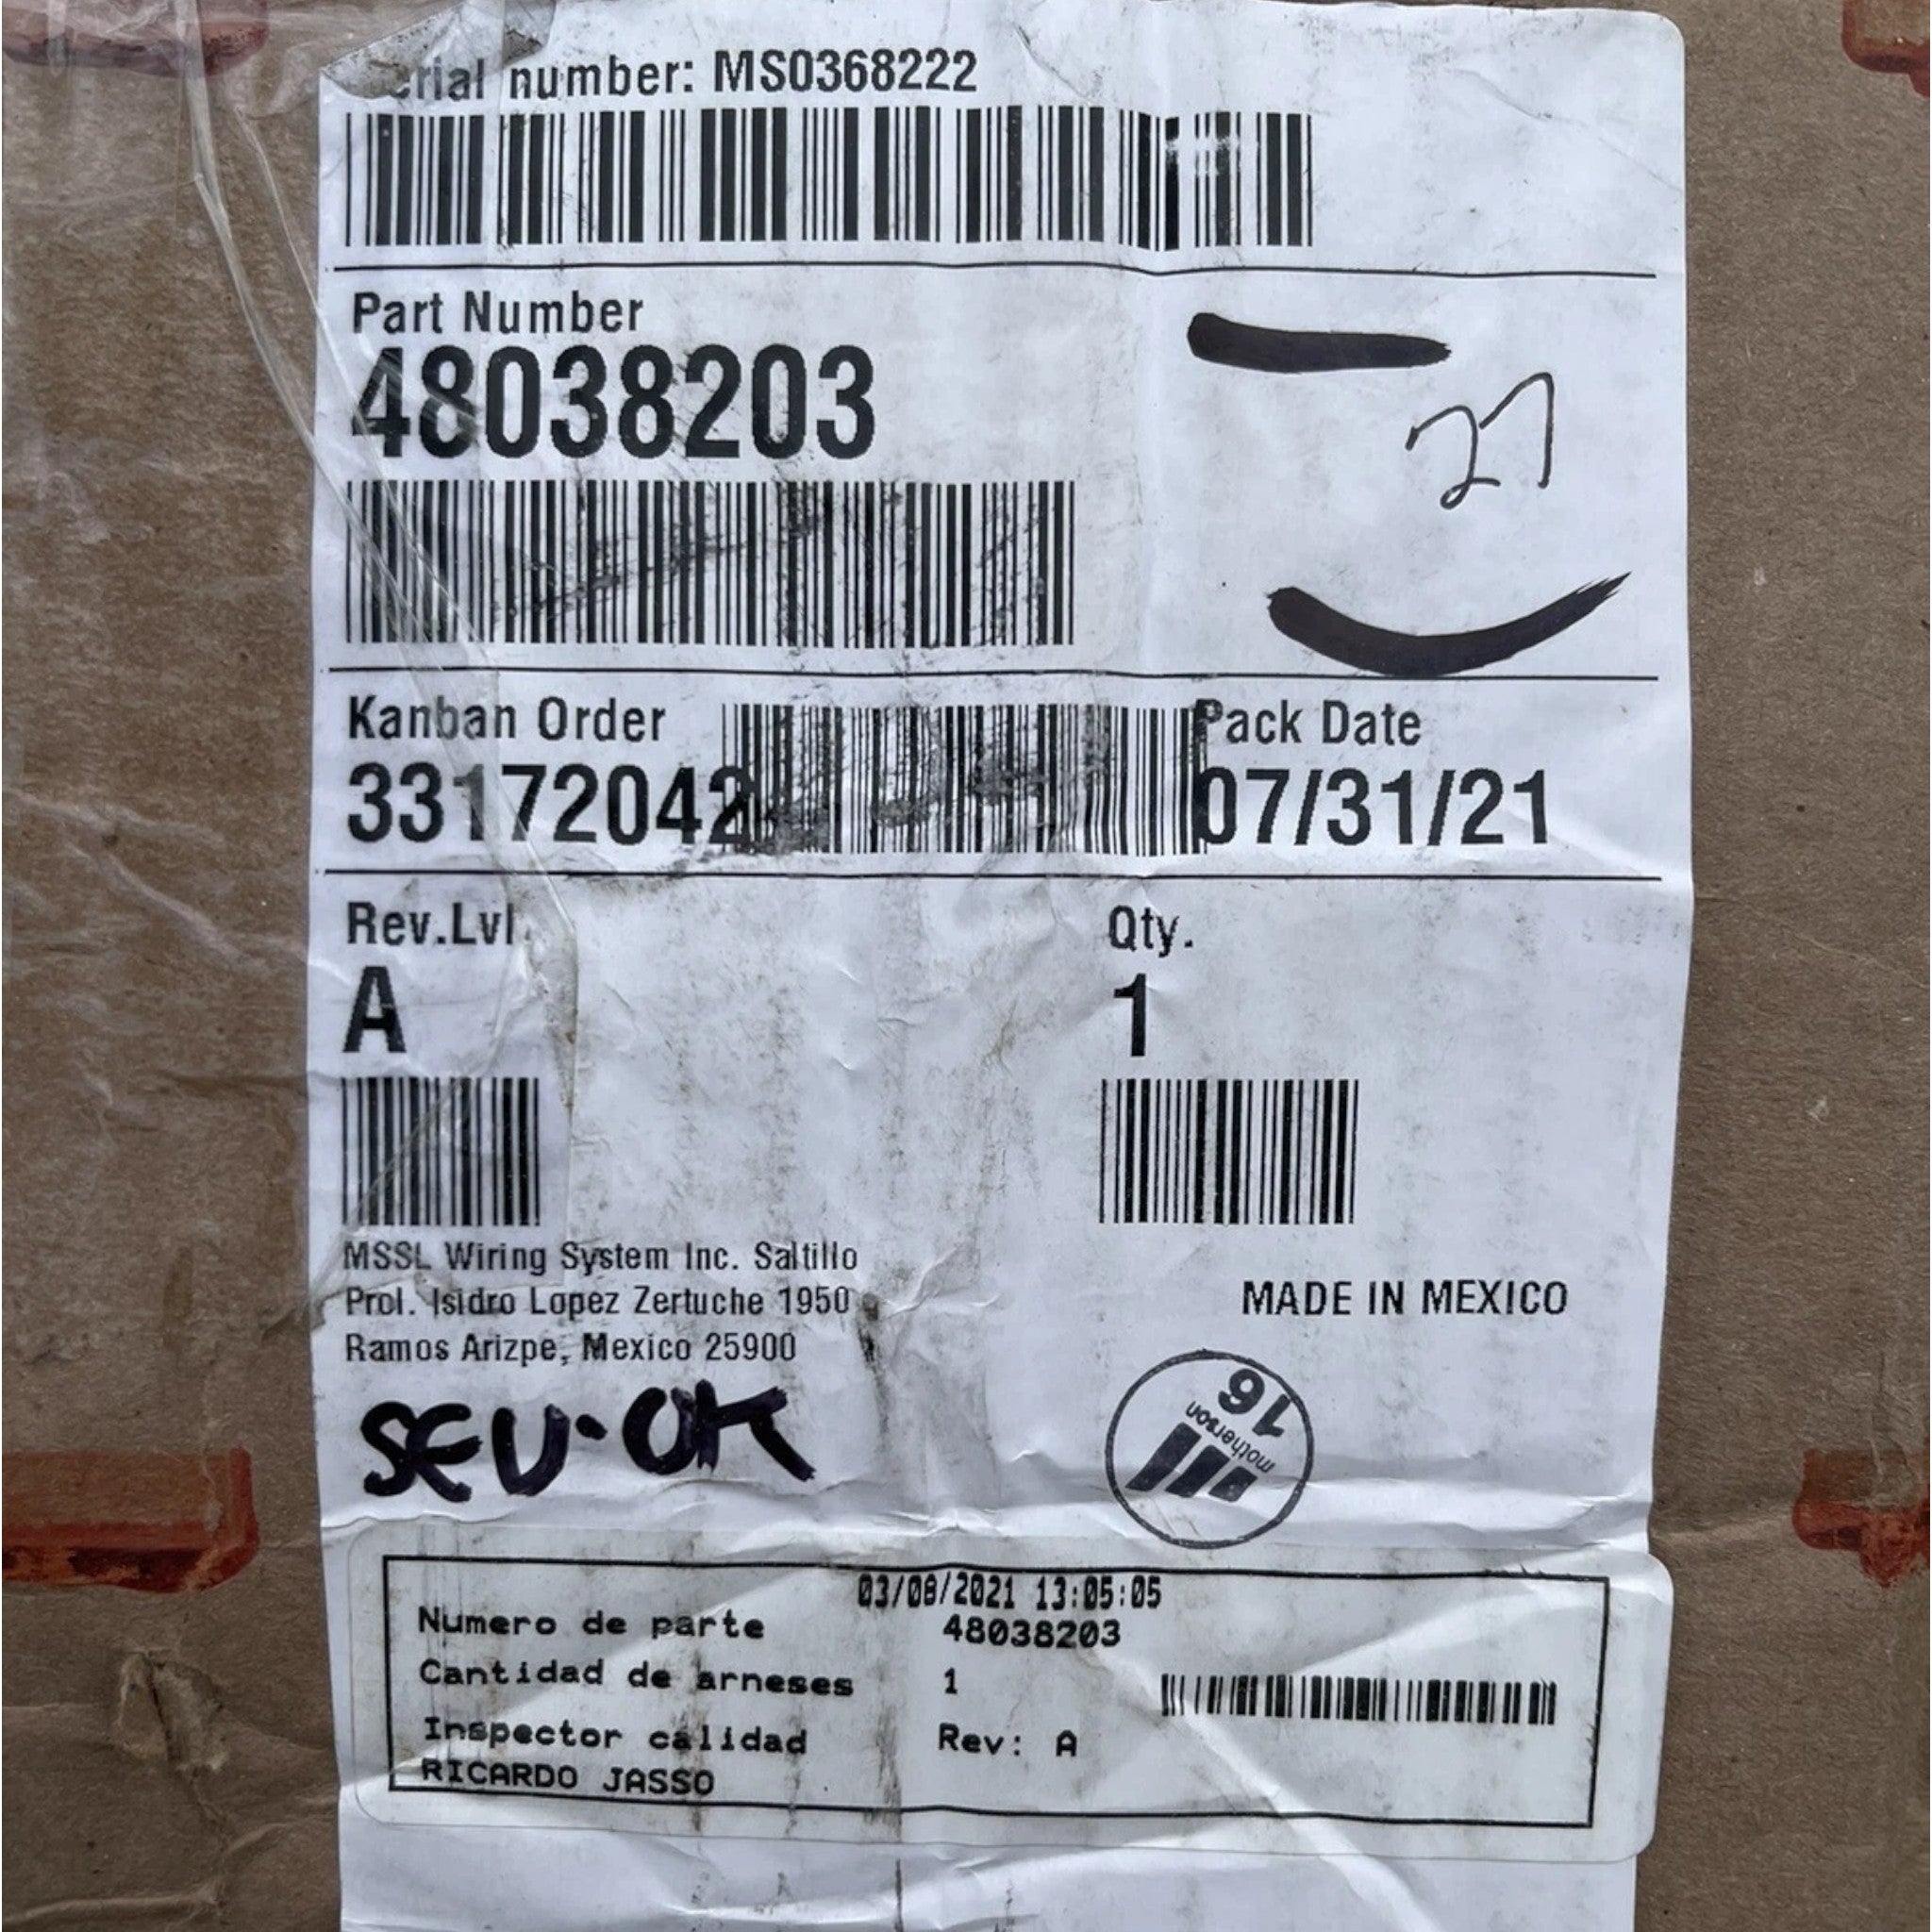 erial number: MS0368222
Part Number
48038203
27
Kanban Order
33172042
Pack Date
07/31/21
Rev.Lvl.
A
Qty.
1
MSSL Wiring System Inc. Saltillo
Prol. Isidro Lopez Zertuche 1950
Ramos Arizpe, Mexico 25900
MADE IN MEXICO
SEU-OK
16
motherson
03/08/2021 13:05:05
Numero de parte 48038203
Cantidad de arneses 1
Inspector calidad Rev: A
RICARDO JASSO